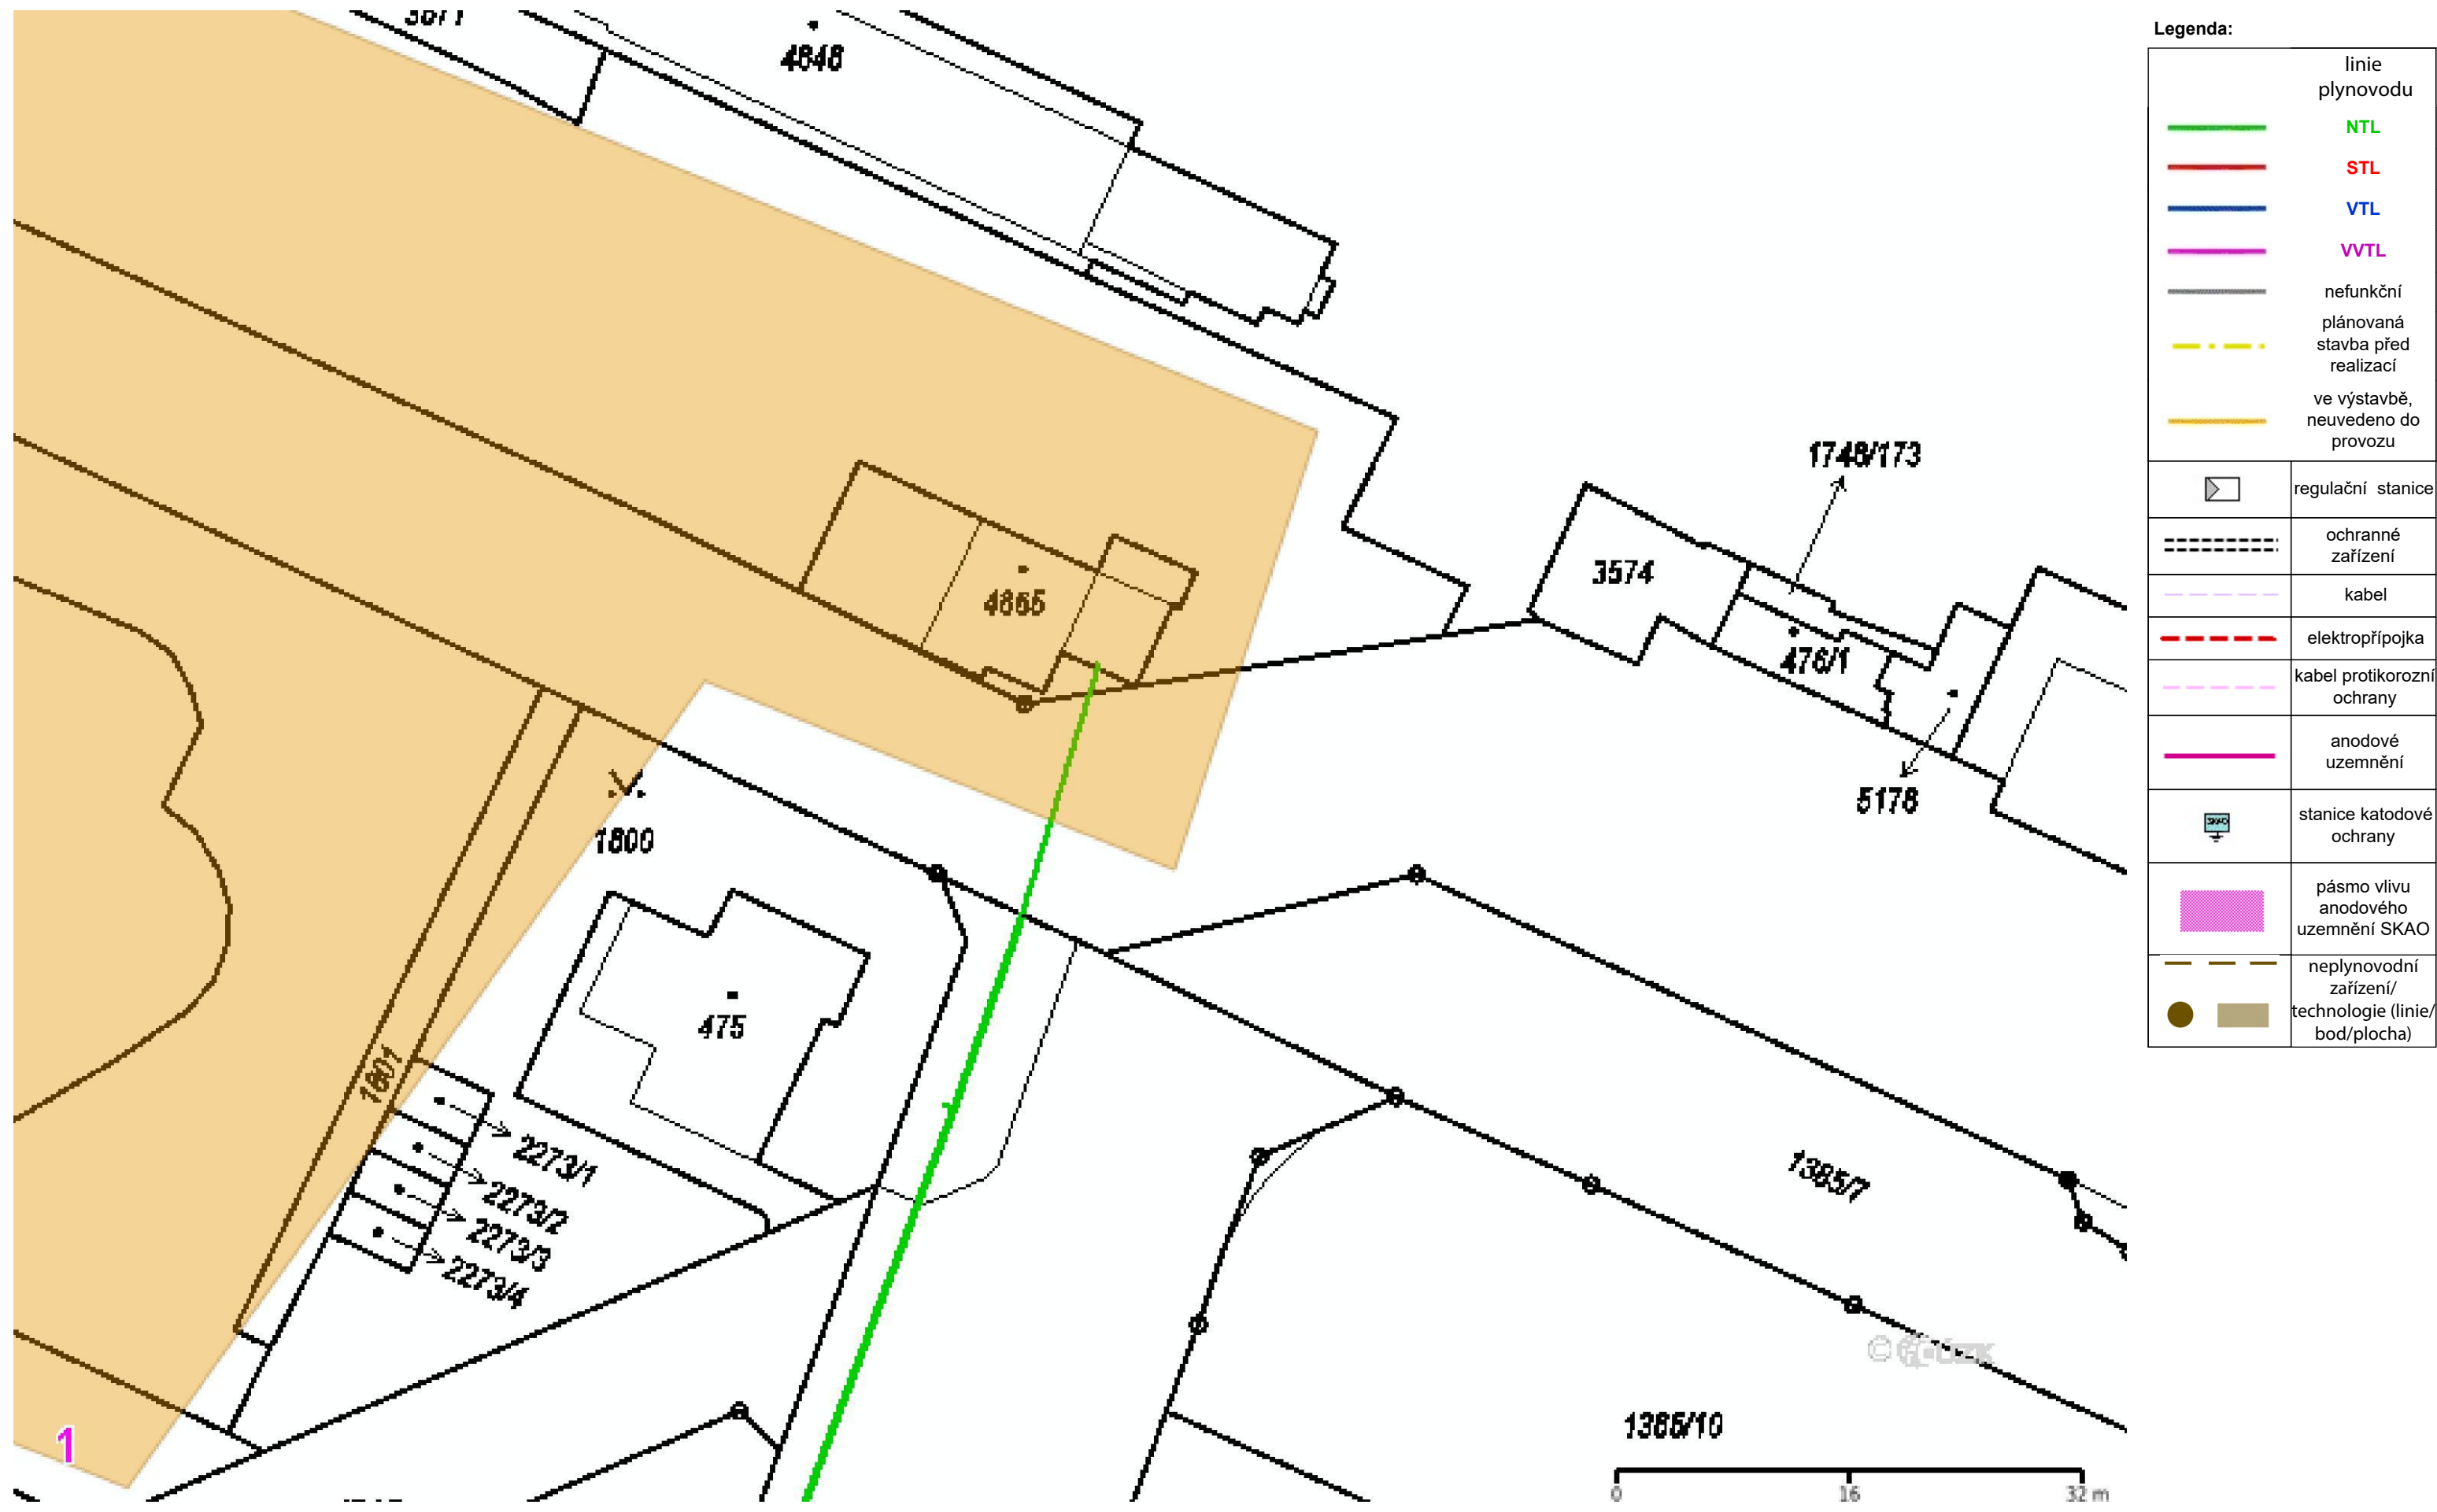 4848
1748/173
3574
4865
476/1
5178
1800
475
1801
2273/1
2273/2
2273/3
2273/4
1385/7
1385/10
1
0 16 32 m
Legenda:
linie
plynovodu
NTL
STL
VTL
VVTL
nefunkční
plánovaná
stavba před
realizací
ve výstavbě,
neuvedeno do
provozu
regulační stanice
ochranné
zařízení
kabel
elektropřípojka
kabel protikorozní
ochrany
anodové
uzemnění
SKAO
stanice katodové
ochrany
pásmo vlivu
anodového
uzemnění SKAO
neplynovodní
zařízení/
technologie (linie/
bod/plocha)